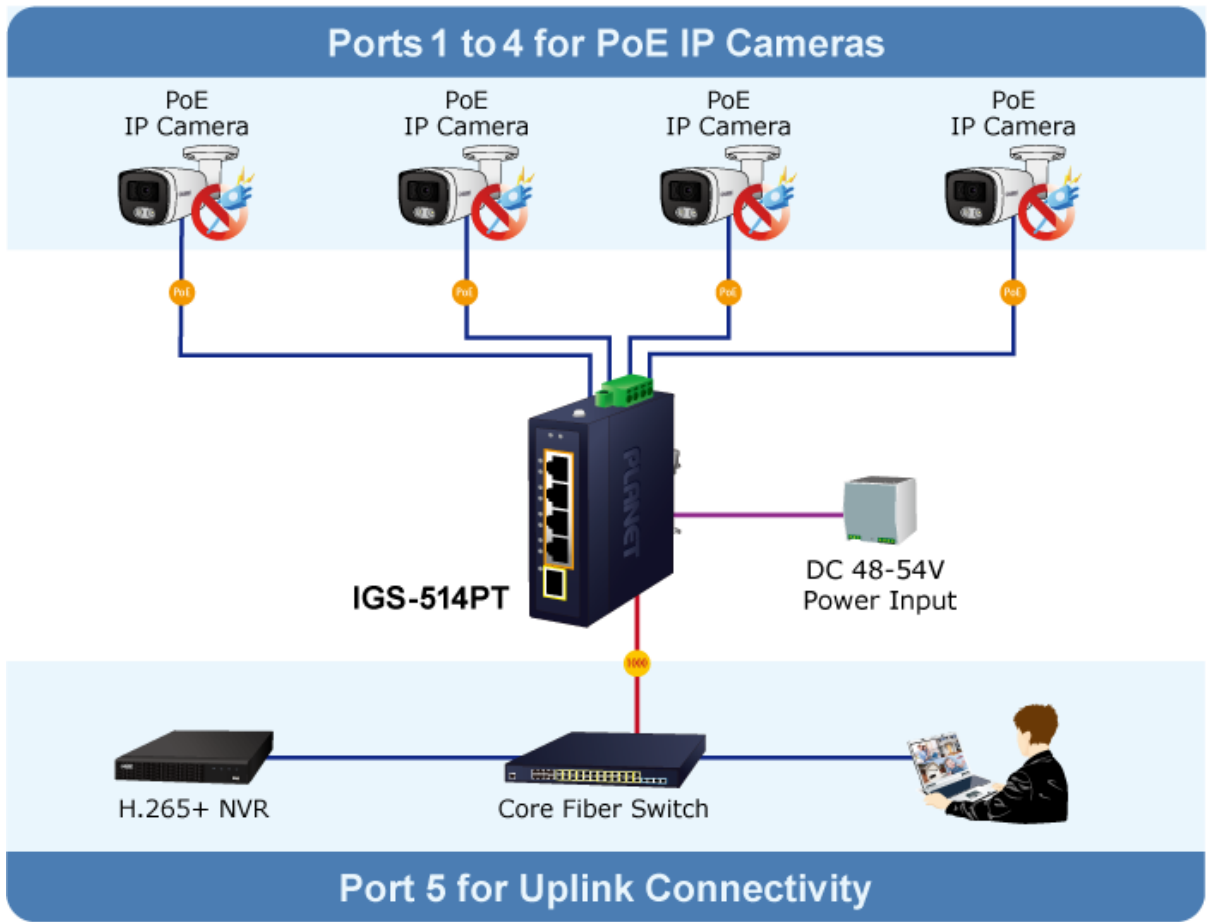 Ports 1 to 4 for PoE IP Cameras
PoE
IP Camera
PoE
IP Camera
PoE
IP Camera
PoE
IP Camera
PoE
PoE
PoE
PoE
PLANET
IGS-514PT
DC 48-54V
Power Input
1000
H.265+ NVR
Core Fiber Switch
Port 5 for Uplink Connectivity